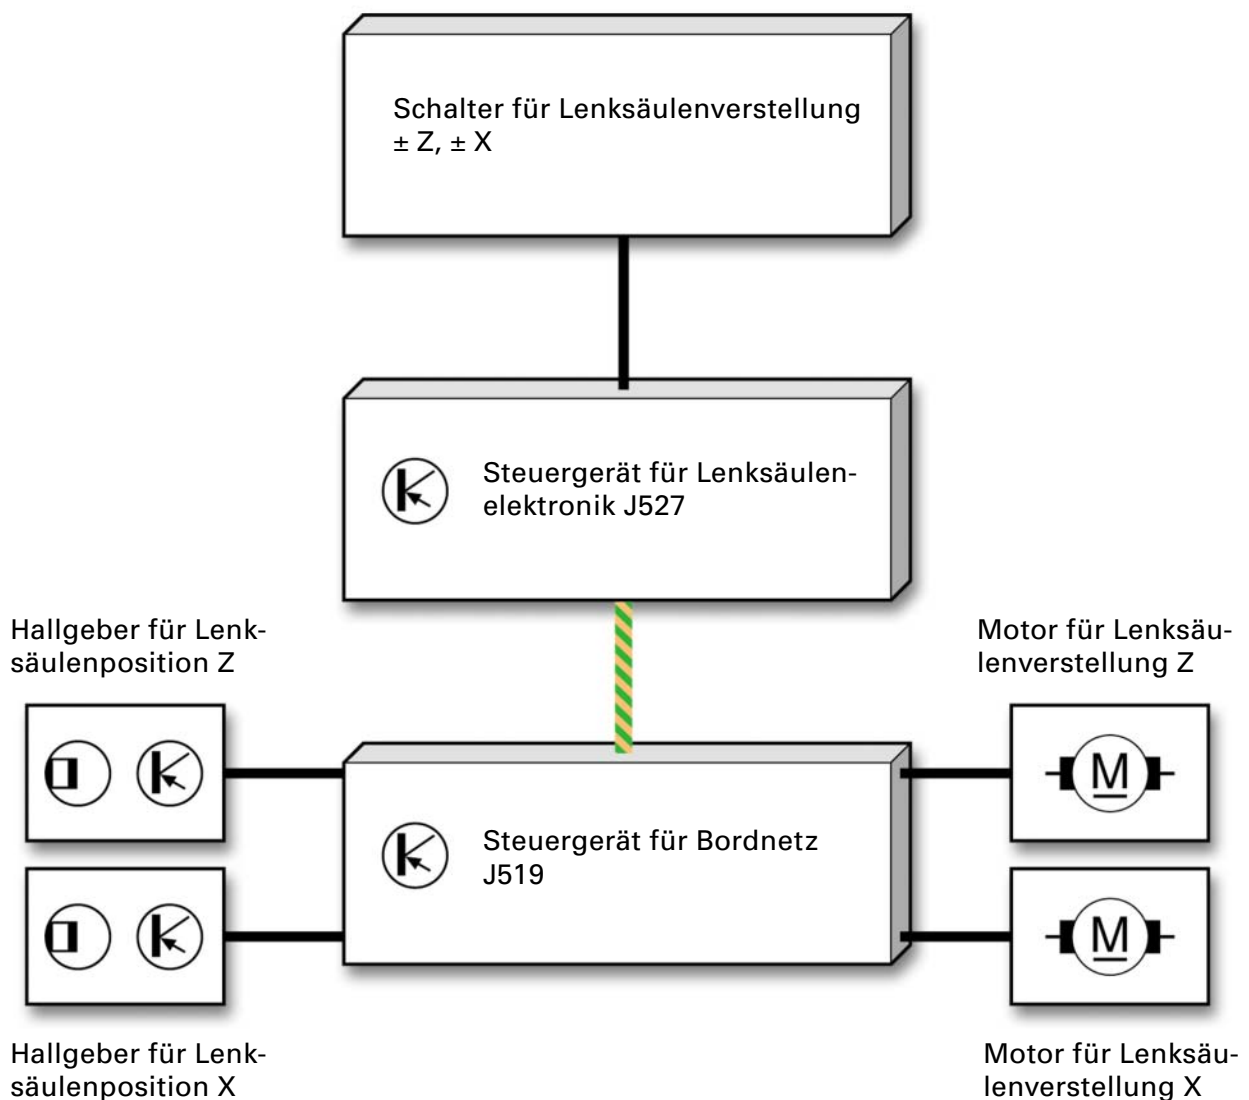 Schalter für Lenksäulenverstellung
± Z, ± X
Steuergerät für Lenksäulen-
elektronik J527
Hallgeber für Lenk-
säulenposition Z
Motor für Lenksäu-
lenverstellung Z
M
Steuergerät für Bordnetz
J519
M
Hallgeber für Lenk-
säulenposition X
Motor für Lenksäu-
lenverstellung X